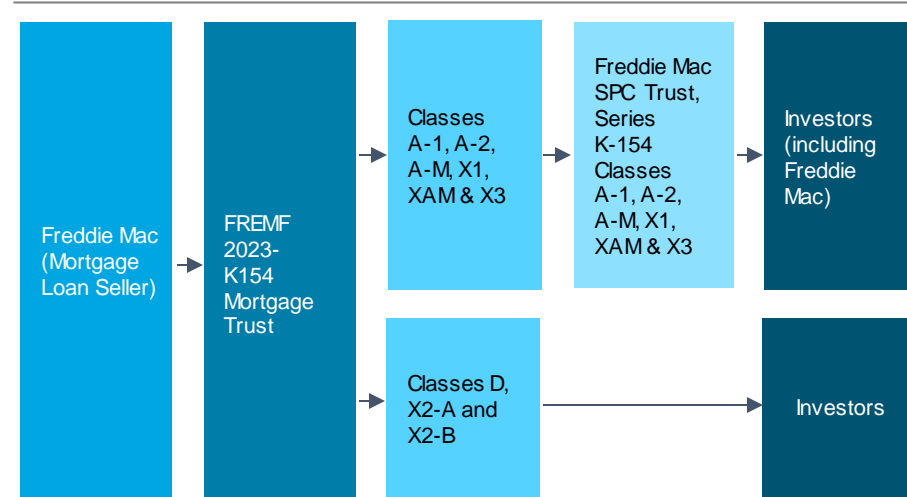 Freddie Mac
(Mortgage
Loan Seller)
FREMF
2023-
K154
Mortgage
Trust
Classes
A-1, A-2,
A-M, X1,
XAM & X3
Freddie Mac
SPC Trust,
Series
K-154
Classes
A-1, A-2,
A-M, X1,
XAM & X3
Investors
(including
Freddie
Mac)
Classes D,
X2-A and
X2-B
Investors